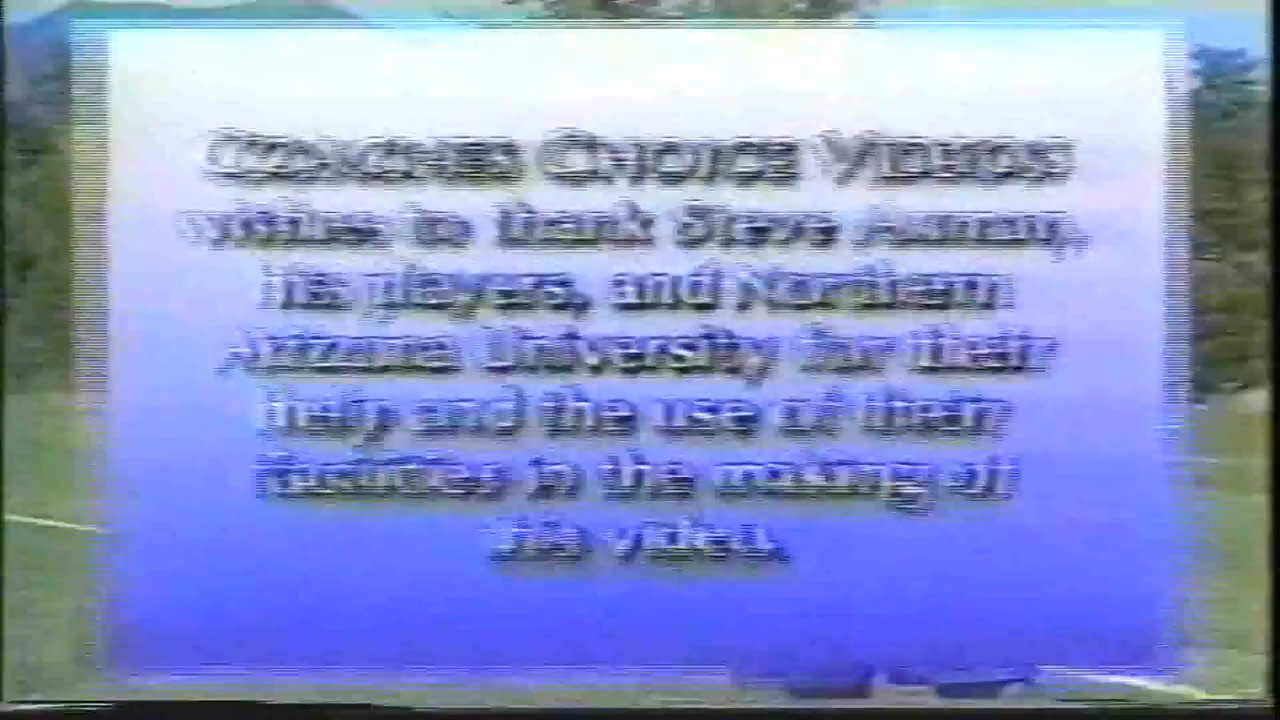 COACHES CHOICE VIDEOS
wishes to thank Steve
his players, and Northern
Arizona University for their
help and the use of their
facilities in the making of
this video.